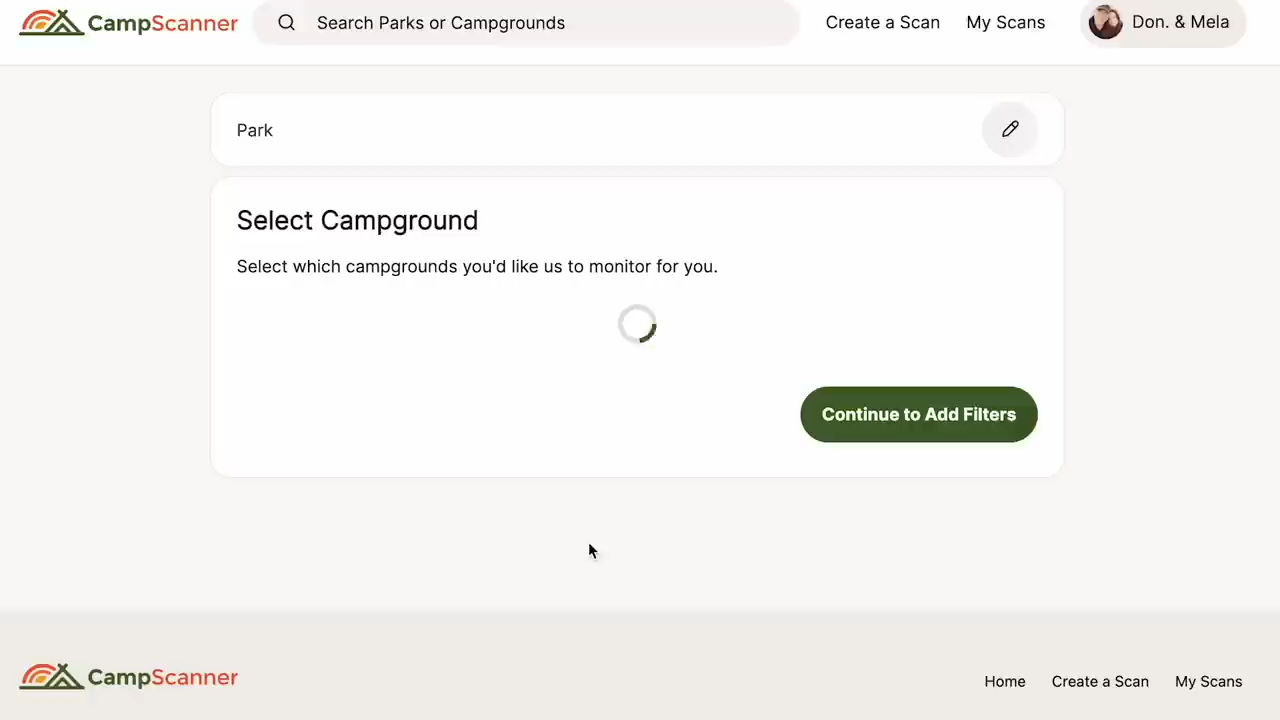 CampScanner
Search Parks or Campgrounds
Create a Scan
My Scans
Don. & Mela
Park
Select Campground
Select which campgrounds you'd like us to monitor for you.
Continue to Add Filters
CampScanner
Home
Create a Scan
My Scans